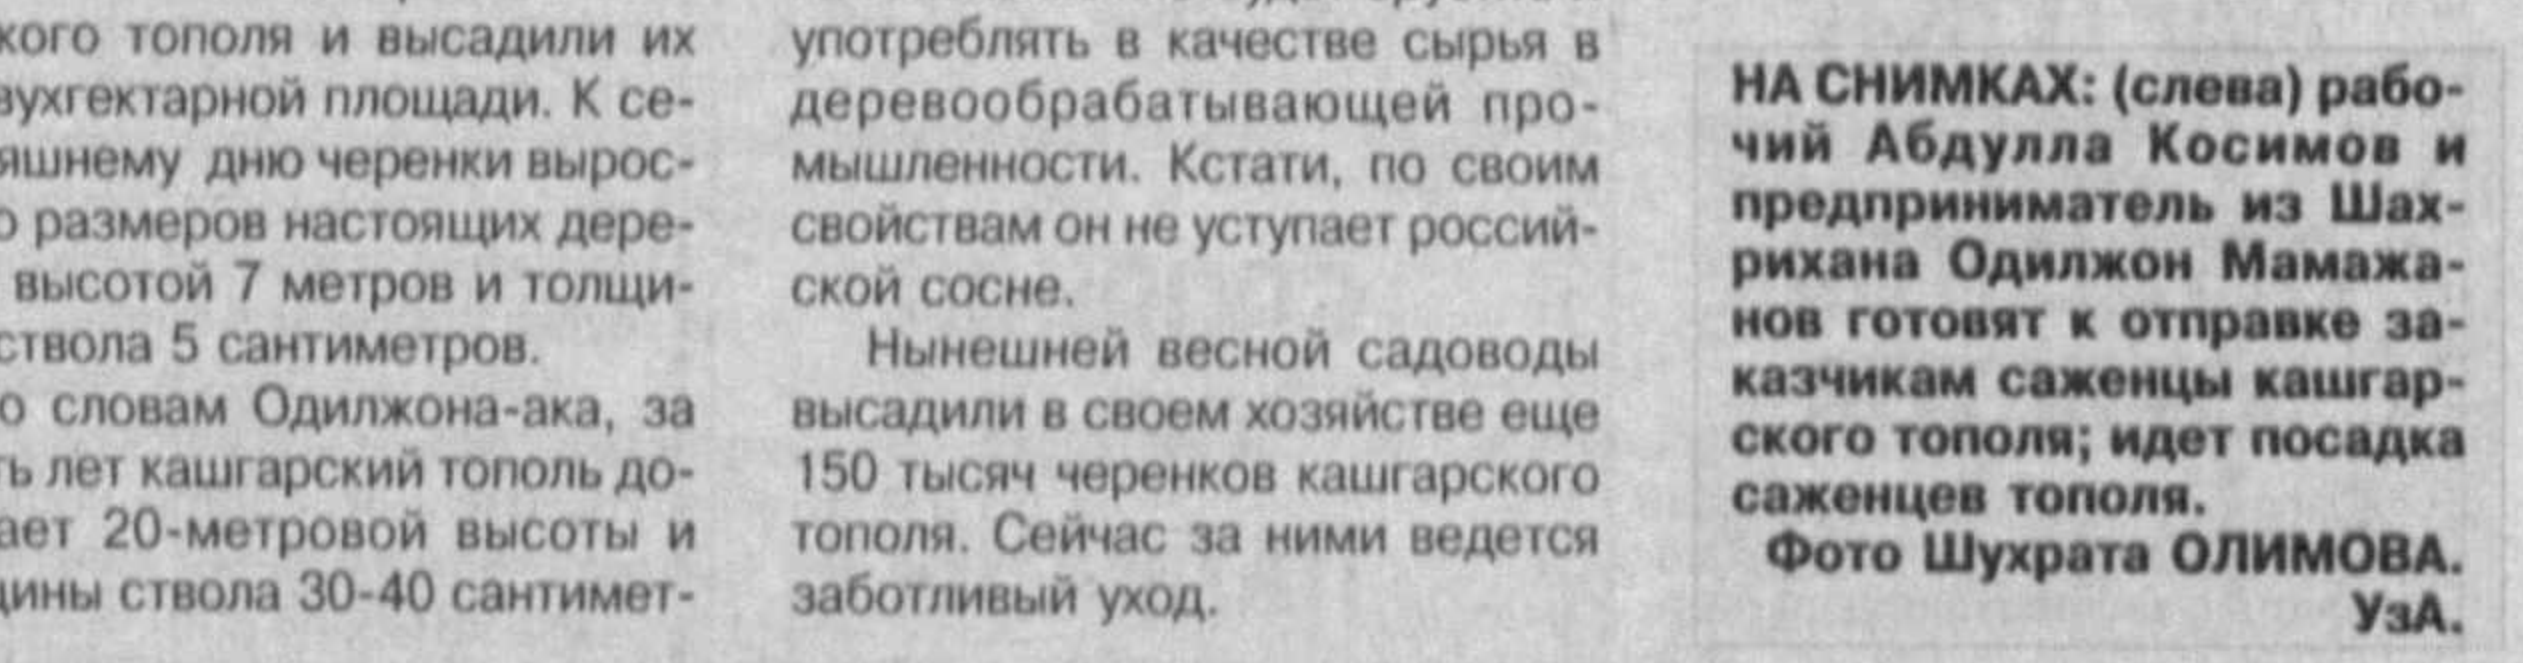 кого тополя и высадили их
вухгектарной площади. К се-
яшнему дню черенки вырос-
о размеров настоящих дере-
высотой 7 метров и толщи-
ствола 5 сантиметров.
о словам Одилжона-ака, за
ть лет кашгарский тополь до-
ает 20-метровой высоты и
щины ствола 30-40 сантимет-
употреблять в качестве сырья в
деревообрабатывающей про-
мышленности. Кстати, по своим
свойствам он не уступает россий-
ской сосне.
Нынешней весной садоводы
высадили в своем хозяйстве еще
150 тысяч черенков кашгарского
тополя. Сейчас за ними ведется
заботливый уход.
НА СНИМКАХ: (слева) рабо-
чий Абдулла Косимов и
предприниматель из Шах-
рихана Одилжон Мамажа-
нов готовят к отправке за-
казчикам саженцы кашгар-
ского тополя; идет посадка
саженцев тополя.
Фото Шухрата ОЛИМОВА.
УзА.